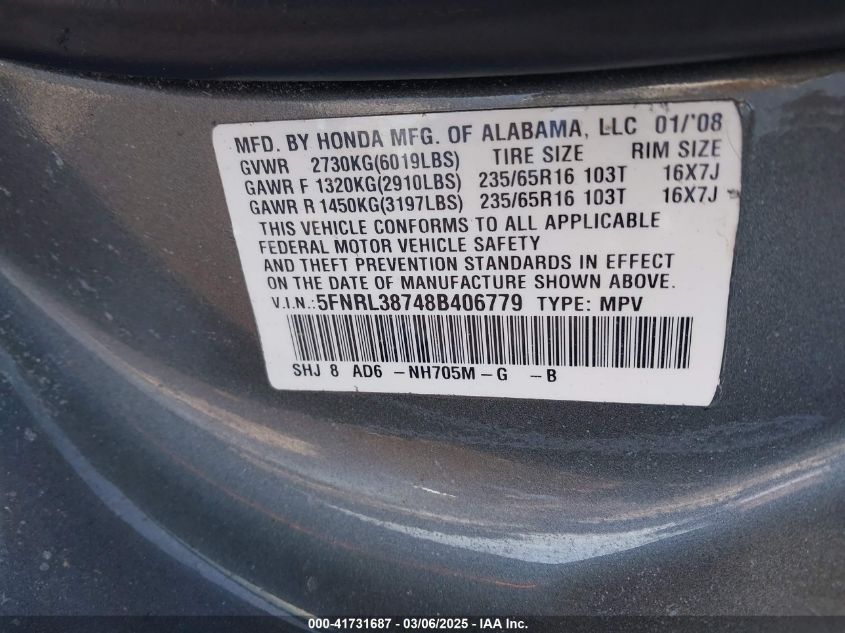 MFD. BY HONDA MFG. OF ALABAMA, LLC 01/'08
GVWR 2730KG(6019LBS) TIRE SIZE RIM SIZE
GAWR F 1320KG(2910LBS) 235/65R16 103T 16X7J
GAWR R 1450KG(3197LBS) 235/65R16 103T 16X7J
THIS VEHICLE CONFORMS TO ALL APPLICABLE
FEDERAL MOTOR VEHICLE SAFETY
AND THEFT PREVENTION STANDARDS IN EFFECT
ON THE DATE OF MANUFACTURE SHOWN ABOVE.
V.I.N.:5FNRL38748B406779 TYPE: MPV
SHJ 8 AD6 -NH705M-G -B
000-41731687 - 03/06/2025 - IAA Inc.